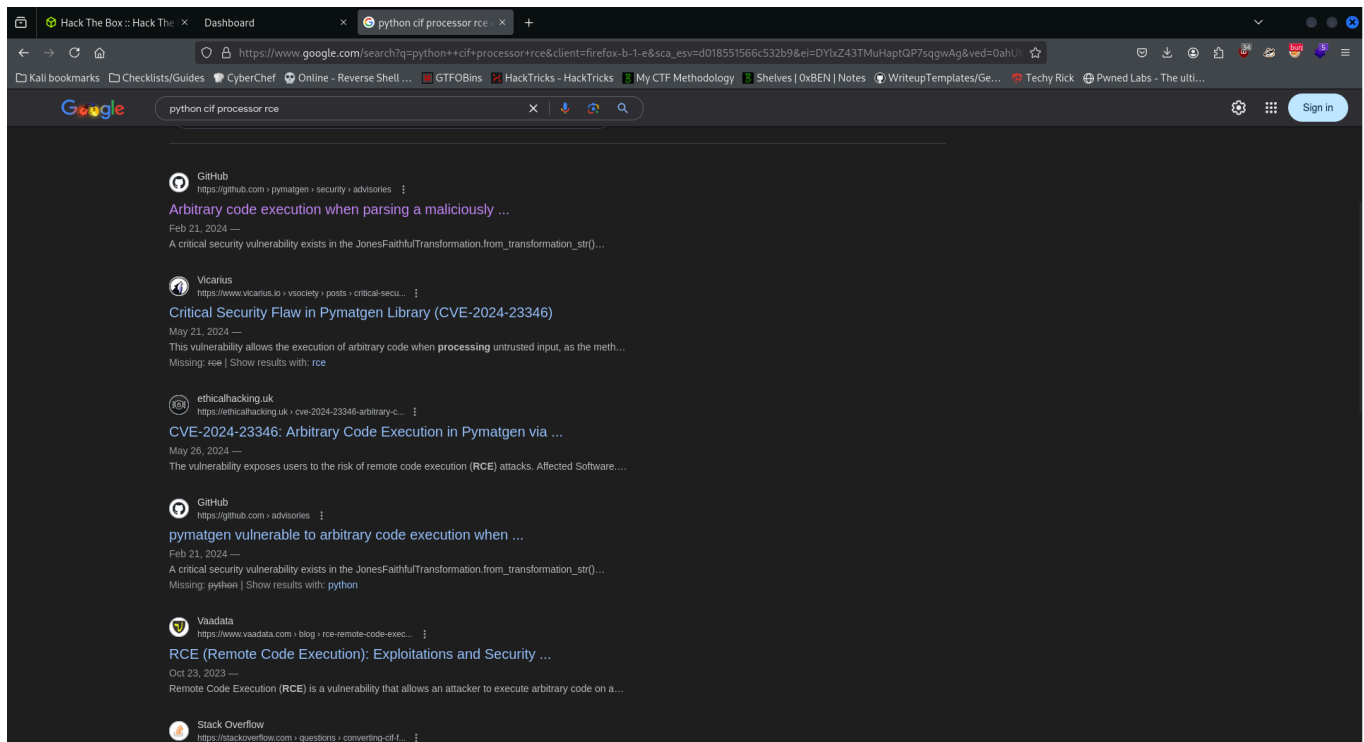 Hack The Box :: Hack The
Dashboard
python cif processor rce -
https://www.google.com/search?q=python++cif+processor+rce&client=firefox-b-1-e&sca_esv=d018551566c532b9&ei=DYlxZ43TMuHaptQP7sqgwAg&ved=0ahU
34
burp
5
Kali bookmarks
Checklists/Guides
CyberChef
Online - Reverse Shell ...
GTFOBins
HackTricks - HackTricks
My CTF Methodology
Shelves | 0xBEN | Notes
WriteupTemplates/Ge...
Techy Rick
Pwned Labs - The ulti...
Google
python cif processor rce
Sign in
GitHub
https://github.com › pymatgen › security › advisories
Arbitrary code execution when parsing a maliciously ...
Feb 21, 2024 —
A critical security vulnerability exists in the JonesFaithfulTransformation.from_transformation_str()...
Vicarius
https://www.vicarius.io › vsociety › posts › critical-secu...
Critical Security Flaw in Pymatgen Library (CVE-2024-23346)
May 21, 2024 —
This vulnerability allows the execution of arbitrary code when processing untrusted input, as the meth...
Missing: rce | Show results with: rce
ethicalhacking.uk
https://ethicalhacking.uk › cve-2024-23346-arbitrary-c...
CVE-2024-23346: Arbitrary Code Execution in Pymatgen via ...
May 26, 2024 —
The vulnerability exposes users to the risk of remote code execution (RCE) attacks. Affected Software....
GitHub
https://github.com › advisories
pymatgen vulnerable to arbitrary code execution when ...
Feb 21, 2024 —
A critical security vulnerability exists in the JonesFaithfulTransformation.from_transformation_str()...
Missing: python | Show results with: python
Vaadata
https://www.vaadata.com › blog › rce-remote-code-exec...
RCE (Remote Code Execution): Exploitations and Security ...
Oct 23, 2023 —
Remote Code Execution (RCE) is a vulnerability that allows an attacker to execute arbitrary code on a...
Stack Overflow
https://stackoverflow.com › questions › converting-cif-f...